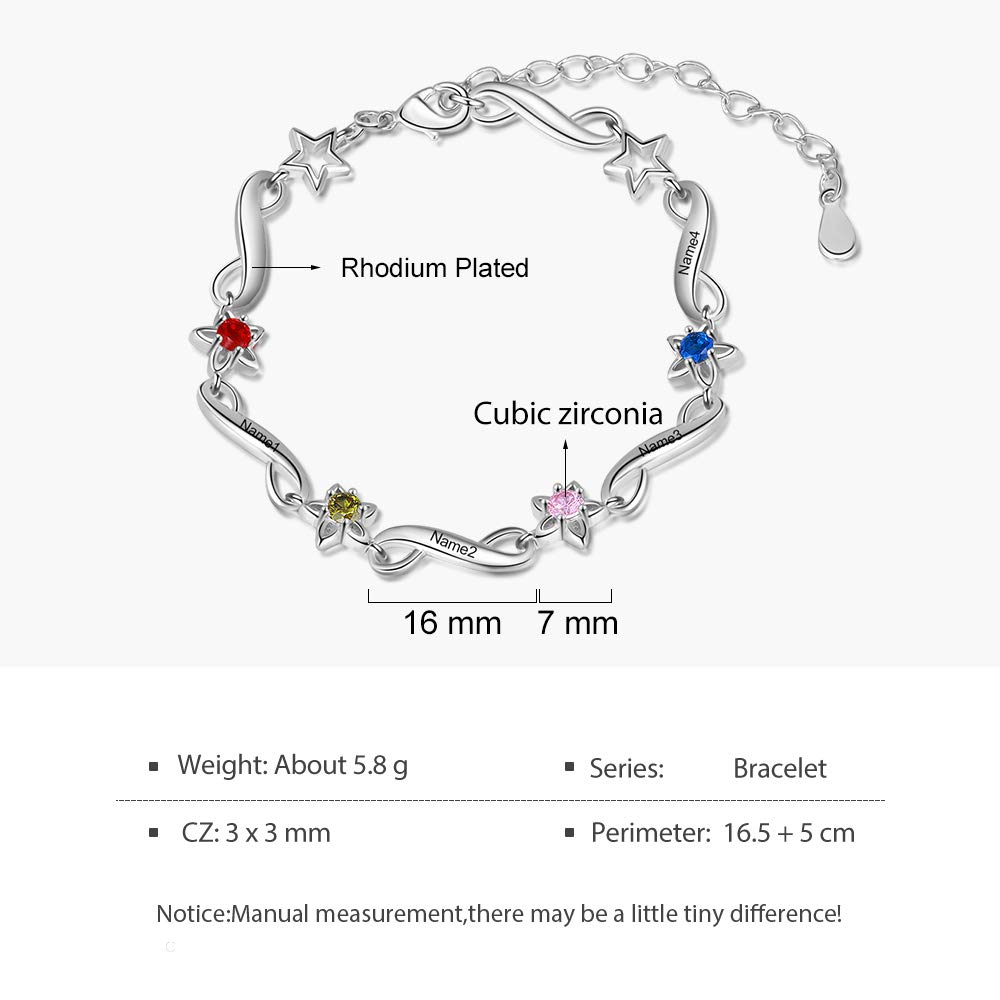 Name4
Rhodium Plated
Cubic zirconia
Name1
Name3
Name2
16 mm
7 mm
Weight: About 5.8 g
Series: Bracelet
CZ: 3 x 3 mm
Perimeter: 16.5 + 5 cm
Notice:Manual measurement,there may be a little tiny difference!
C